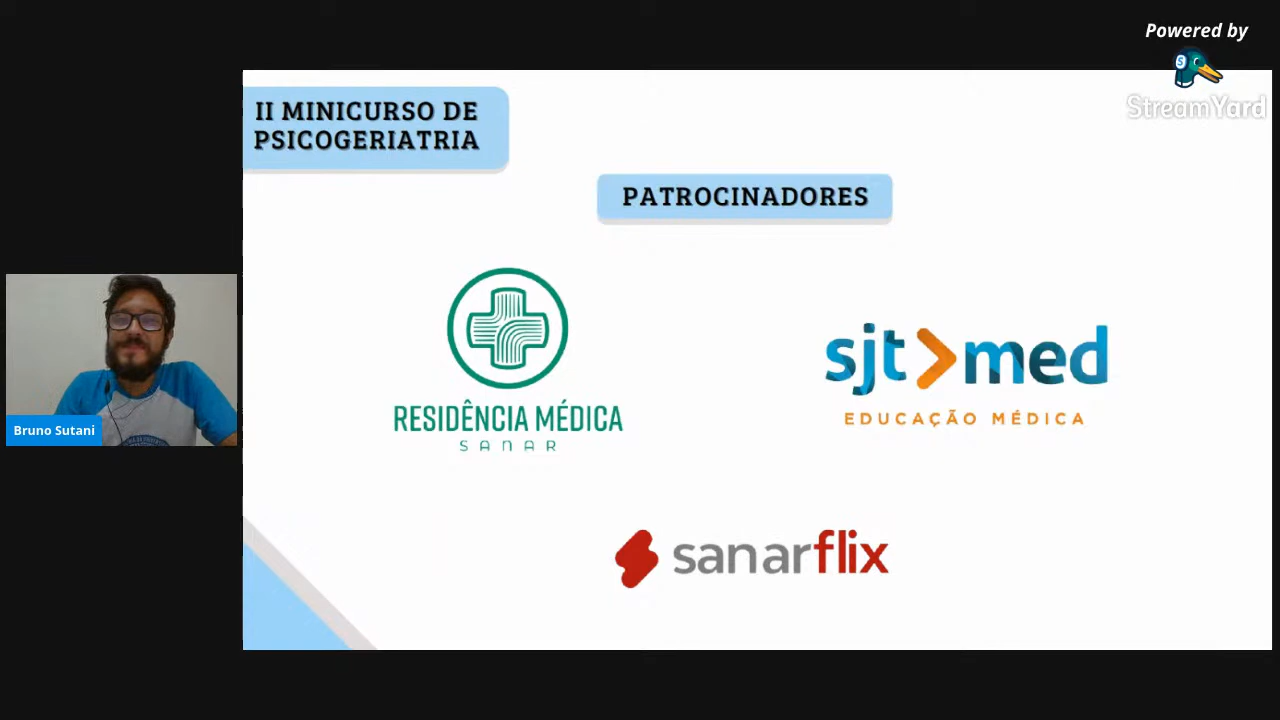 Powered by
StreamYard
II MINICURSO DE
PSICOGERIATRIA
PATROCINADORES
RESIDÊNCIA MÉDICA
SANAR
sjt>med
EDUCAÇÃO MÉDICA
sanarflix
Bruno Sutani